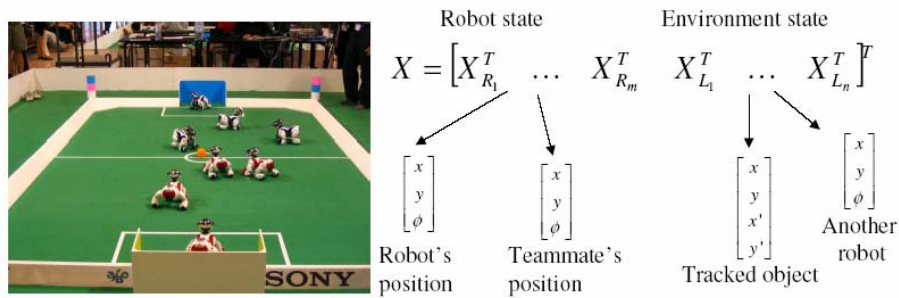 SONY
Robot state
Environment state
X = [X_{R_1}^T ... X_{R_m}^T X_{L_1}^T ... X_{L_n}^T]^T
x
y
ϕ
x
y
ϕ
x
y
x'
y'
x
y
ϕ
Robot's
position
Teammate's
position
Tracked object
Another
robot